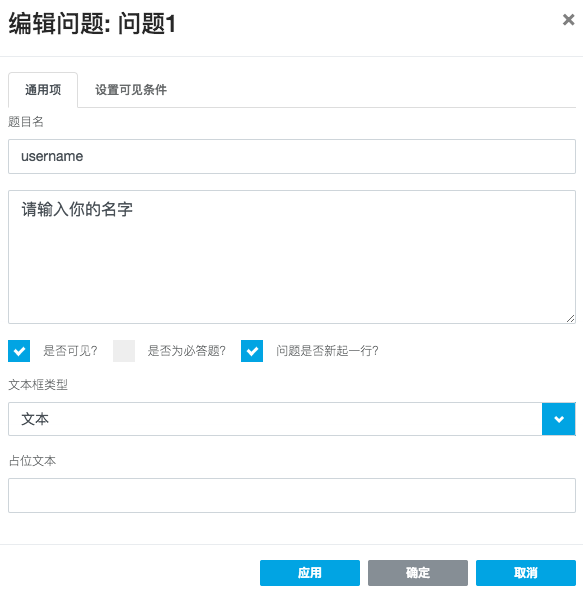 编辑问题: 问题1
×
通用项 设置可见条件
题目名
username
请输入你的名字
是否可见? 是否为必答题? 问题是否新起一行?
文本框类型
文本
占位文本
应用 确定 取消